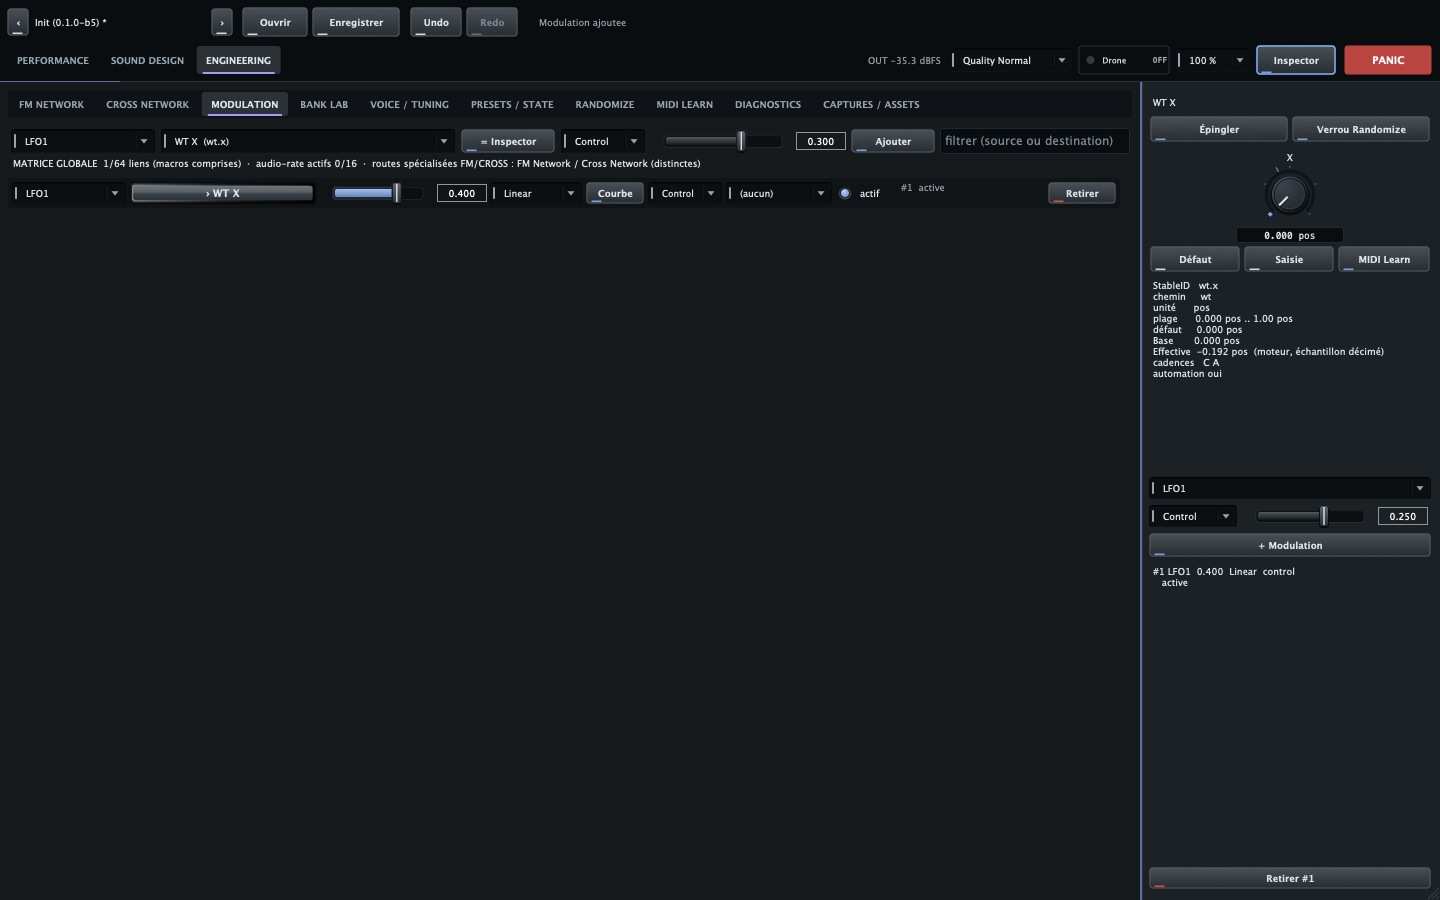 ‹ Init (0.1.0-b5) * › Ouvrir Enregistrer Undo Redo Modulation ajoutee
PERFORMANCE SOUND DESIGN ENGINEERING OUT -35.3 dBFS Quality Normal Drone OFF 100 % Inspector PANIC
FM NETWORK CROSS NETWORK MODULATION BANK LAB VOICE / TUNING PRESETS / STATE RANDOMIZE MIDI LEARN DIAGNOSTICS CAPTURES / ASSETS
LFO1 WT X (wt.x) = Inspector Control 0.300 Ajouter filtrer (source ou destination)
MATRICE GLOBALE 1/64 liens (macros comprises) · audio-rate actifs 0/16 · routes spécialisées FM/CROSS : FM Network / Cross Network (distinctes)
LFO1 › WT X 0.400 Linear Courbe Control (aucun) actif #1 active Retirer
WT X
Épingler Verrou Randomize
X
0.000 pos
Défaut Saisie MIDI Learn
StableID wt.x
chemin wt
unité pos
plage 0.000 pos .. 1.00 pos
défaut 0.000 pos
Base 0.000 pos
Effective -0.192 pos (moteur, échantillon décimé)
cadences C A
automation oui
LFO1
Control 0.250
+ Modulation
#1 LFO1 0.400 Linear control
active
Retirer #1